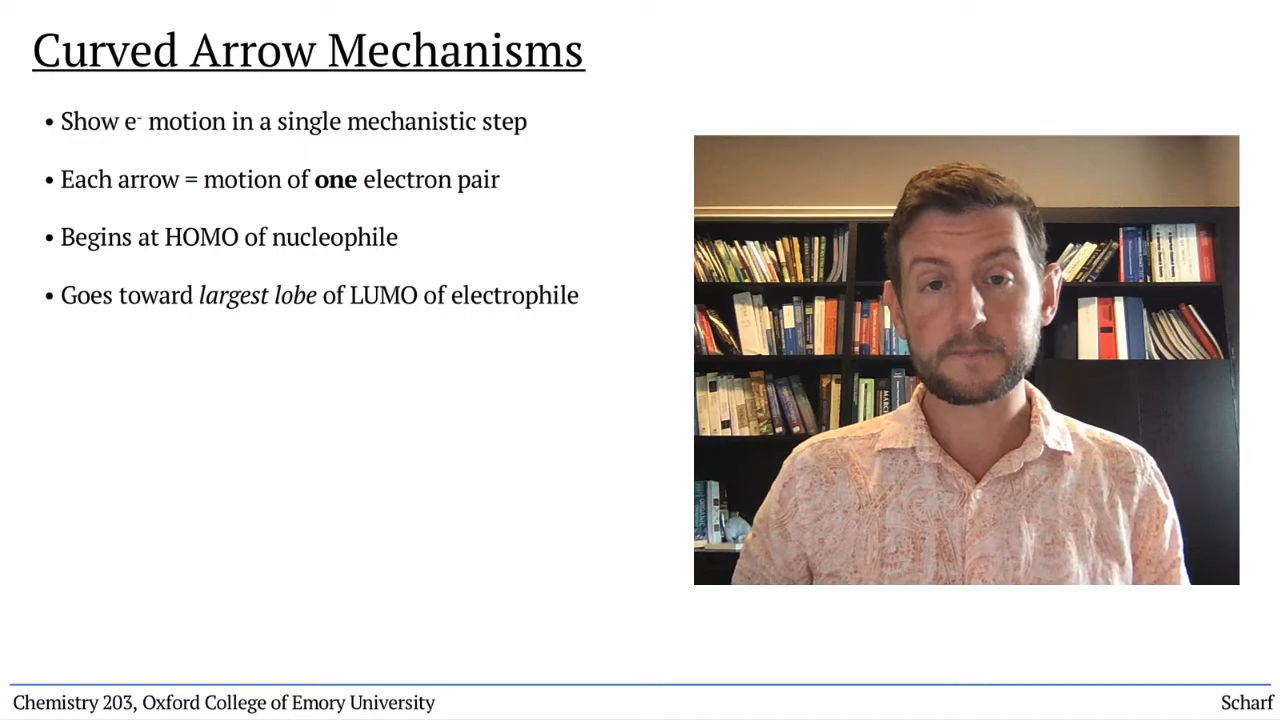 Curved Arrow Mechanisms
• Show e⁻ motion in a single mechanistic step
• Each arrow = motion of one electron pair
• Begins at HOMO of nucleophile
• Goes toward largest lobe of LUMO of electrophile
Chemistry 203, Oxford College of Emory University
Scharf